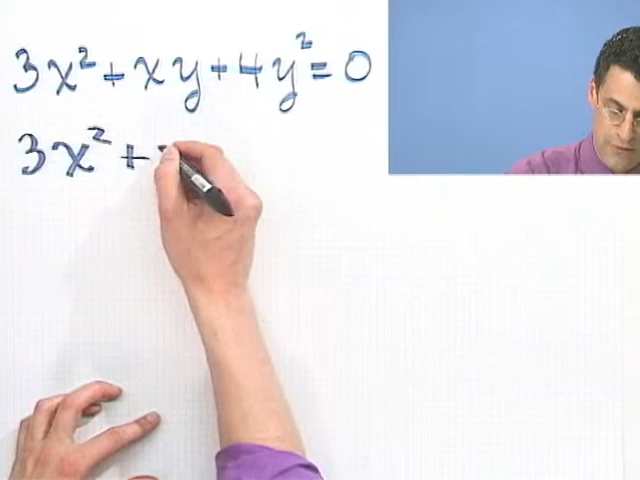 3x² + xy + 4y² = 0
3x² +